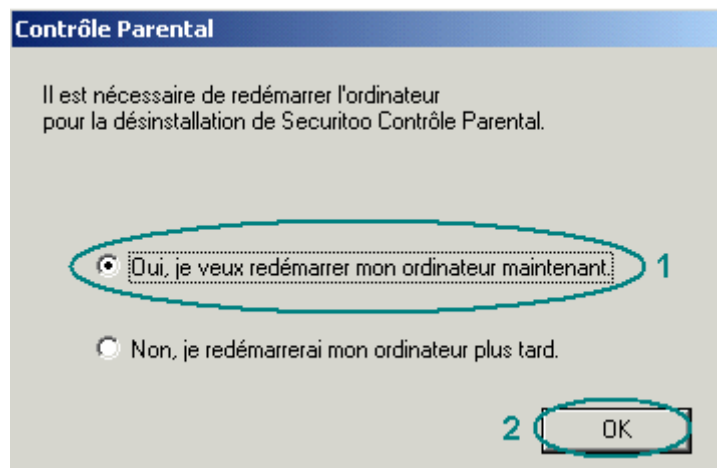 Contrôle Parental
Il est nécessaire de redémarrer l'ordinateur
pour la désinstallation de Securitoo Contrôle Parental.
Oui, je veux redémarrer mon ordinateur maintenant. 1
Non, je redémarrerai mon ordinateur plus tard.
2 OK